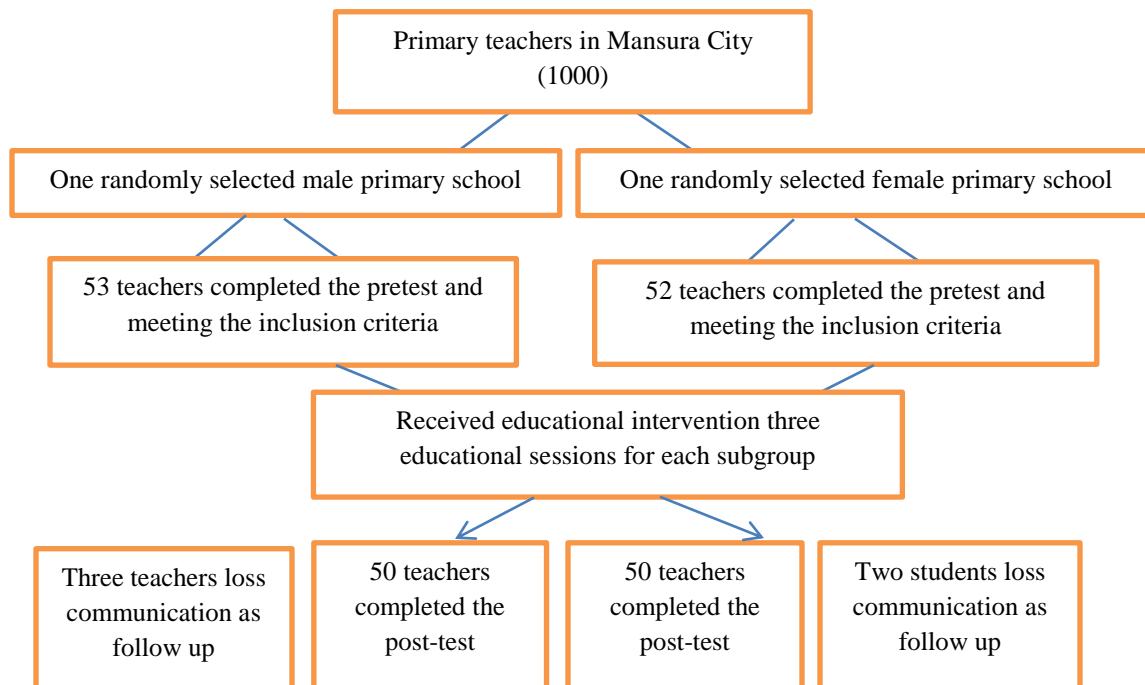 Primary teachers in Mansura City
(1000)
One randomly selected male primary school
One randomly selected female primary school
53 teachers completed the pretest and
meeting the inclusion criteria
52 teachers completed the pretest and
meeting the inclusion criteria
Received educational intervention three
educational sessions for each subgroup
Three teachers loss
communication as
follow up
50 teachers
completed the
post-test
50 teachers
completed the
post-test
Two students loss
communication as
follow up